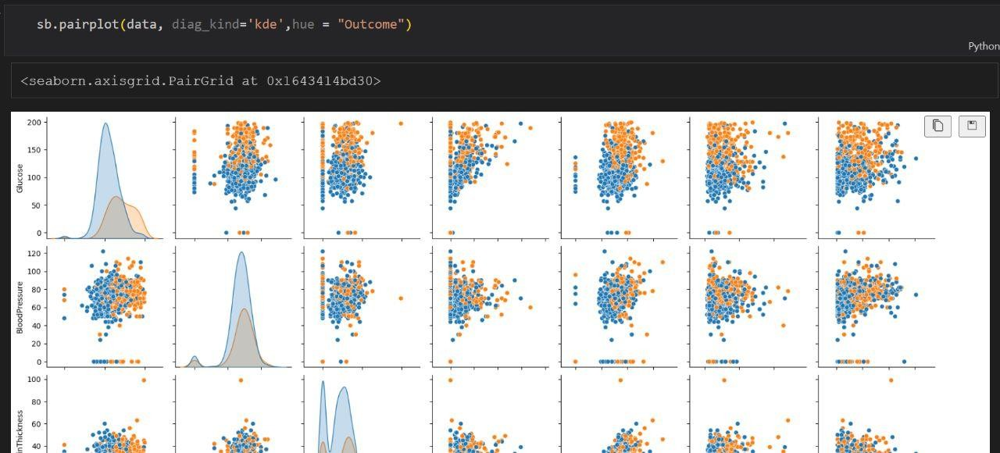 sb.pairplot(data, diag_kind='kde',hue = "Outcome")
Python
<seaborn.axisgrid.PairGrid at 0x1643414bd30>
200
150
100
50
0
Glucose
120
100
80
60
40
20
0
BloodPressure
100
80
60
40
inThickness